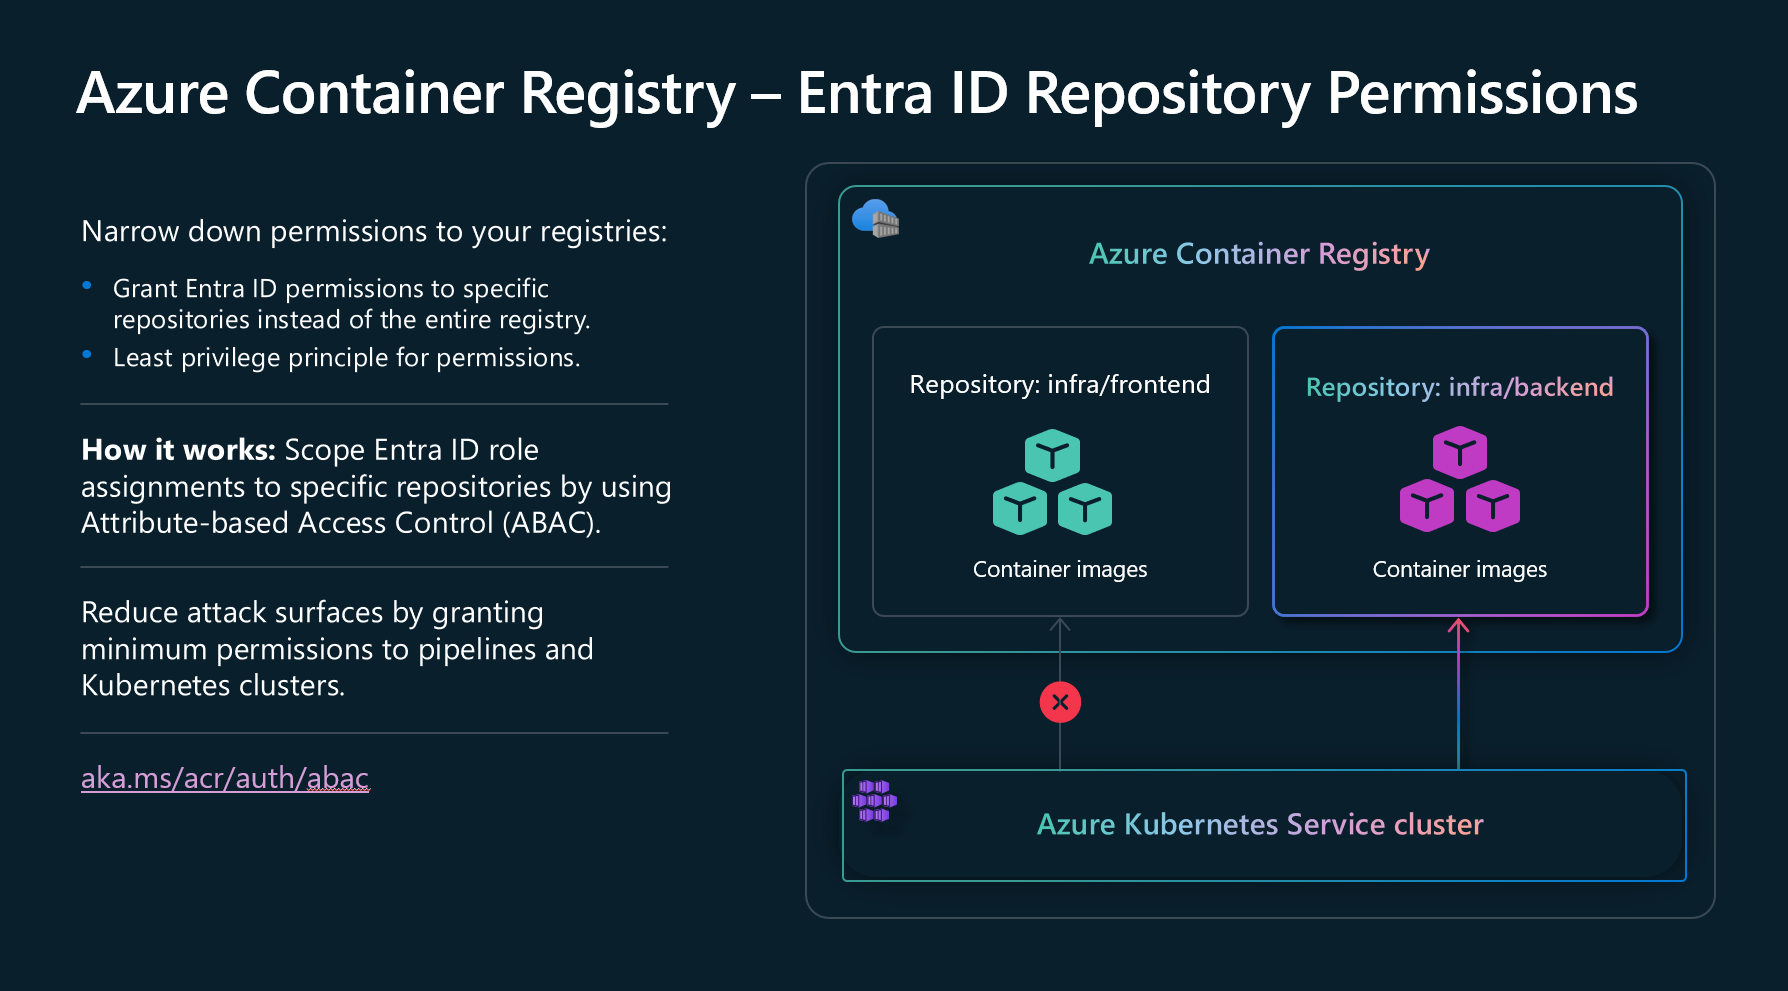 Azure Container Registry – Entra ID Repository Permissions
Narrow down permissions to your registries:
• Grant Entra ID permissions to specific
repositories instead of the entire registry.
• Least privilege principle for permissions.
How it works: Scope Entra ID role
assignments to specific repositories by using
Attribute-based Access Control (ABAC).
Reduce attack surfaces by granting
minimum permissions to pipelines and
Kubernetes clusters.
aka.ms/acr/auth/abac
Azure Container Registry
Repository: infra/frontend
Container images
Repository: infra/backend
Container images
Azure Kubernetes Service cluster